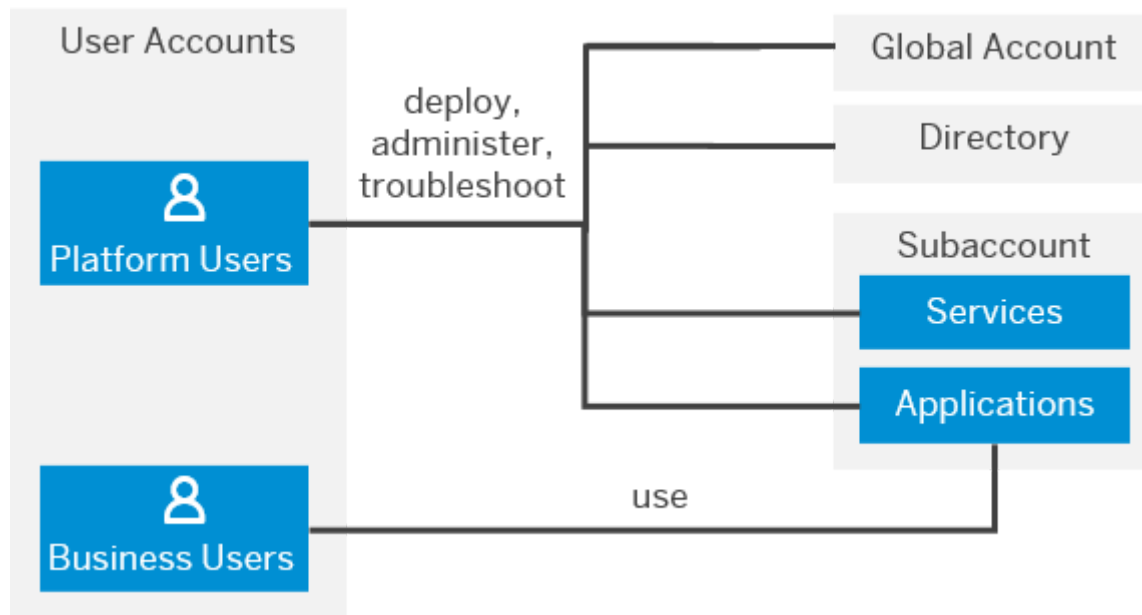 User Accounts
Platform Users
Business Users
deploy,
administer,
troubleshoot
use
Global Account
Directory
Subaccount
Services
Applications